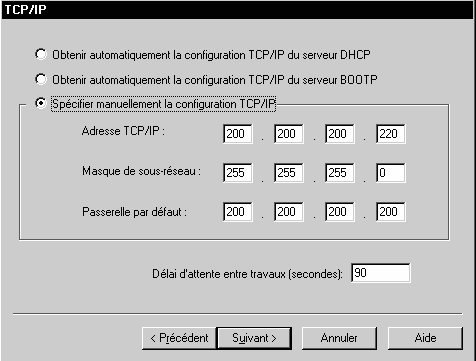 TCP/IP
Obtenir automatiquement la configuration TCP/IP du serveur DHCP
Obtenir automatiquement la configuration TCP/IP du serveur BOOTP
Spécifier manuellement la configuration TCP/IP
Adresse TCP/IP : 200 . 200 . 200 . 220
Masque de sous-réseau : 255 . 255 . 255 . 0
Passerelle par défaut : 200 . 200 . 200 . 200
Délai d'attente entre travaux (secondes): 90
< Précédent Suivant > Annuler Aide